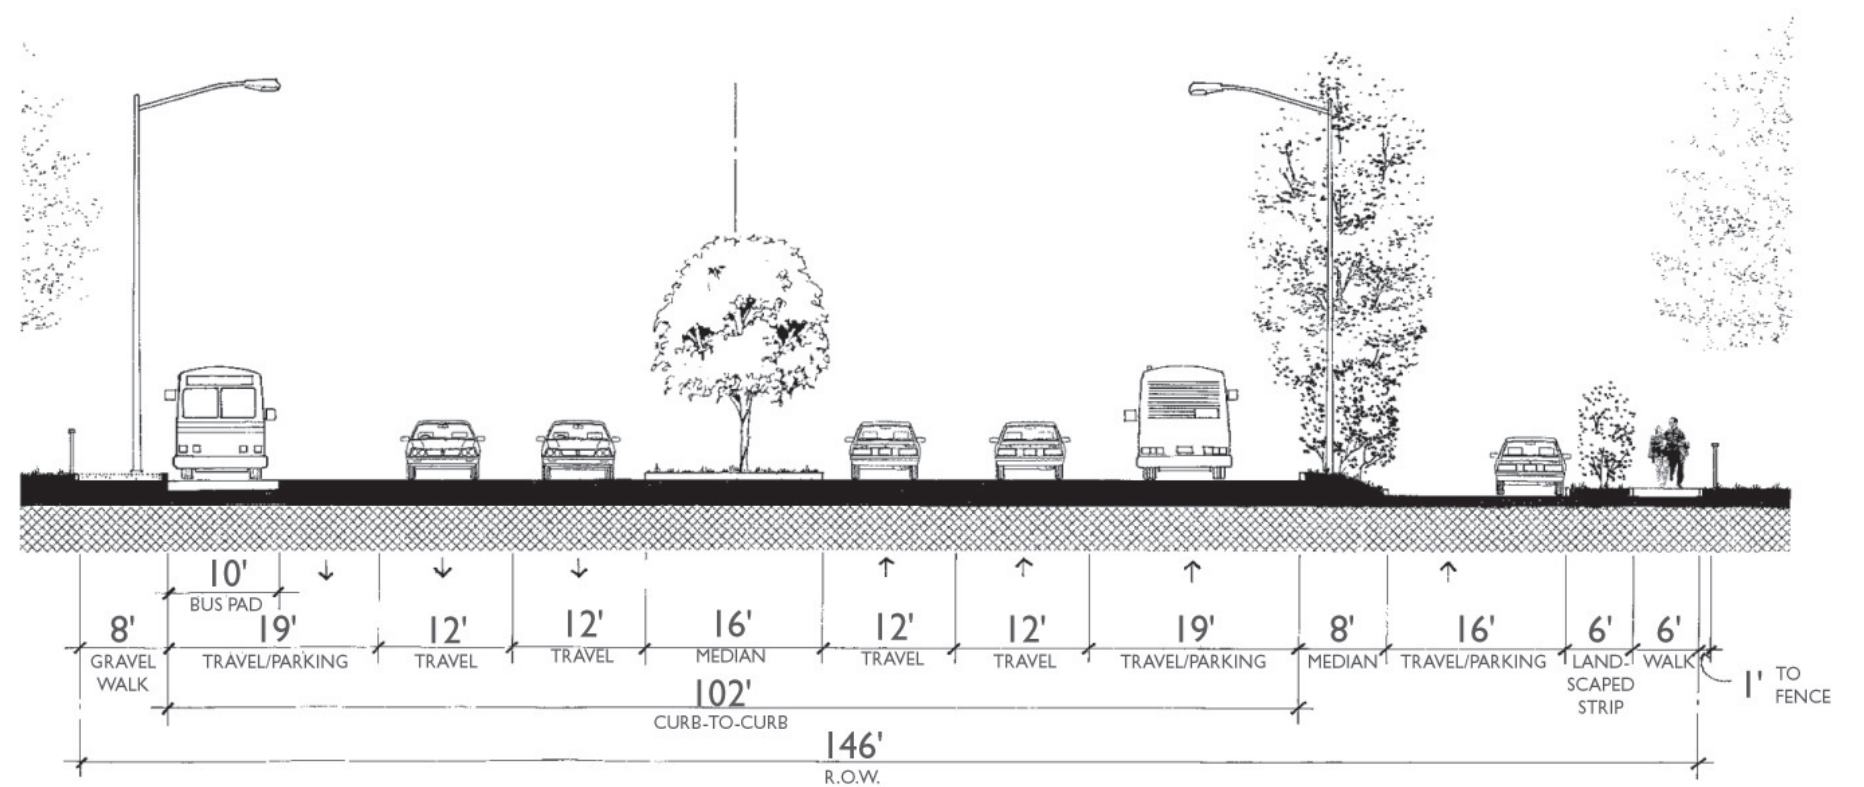 10'
BUS PAD
8'
GRAVEL
WALK
19'
TRAVEL/PARKING
12'
TRAVEL
12'
TRAVEL
16'
MEDIAN
12'
TRAVEL
12'
TRAVEL
19'
TRAVEL/PARKING
8'
MEDIAN
16'
TRAVEL/PARKING
6'
LAND-
SCAPED
STRIP
6'
WALK
1' TO
FENCE
102'
CURB-TO-CURB
146'
R.O.W.